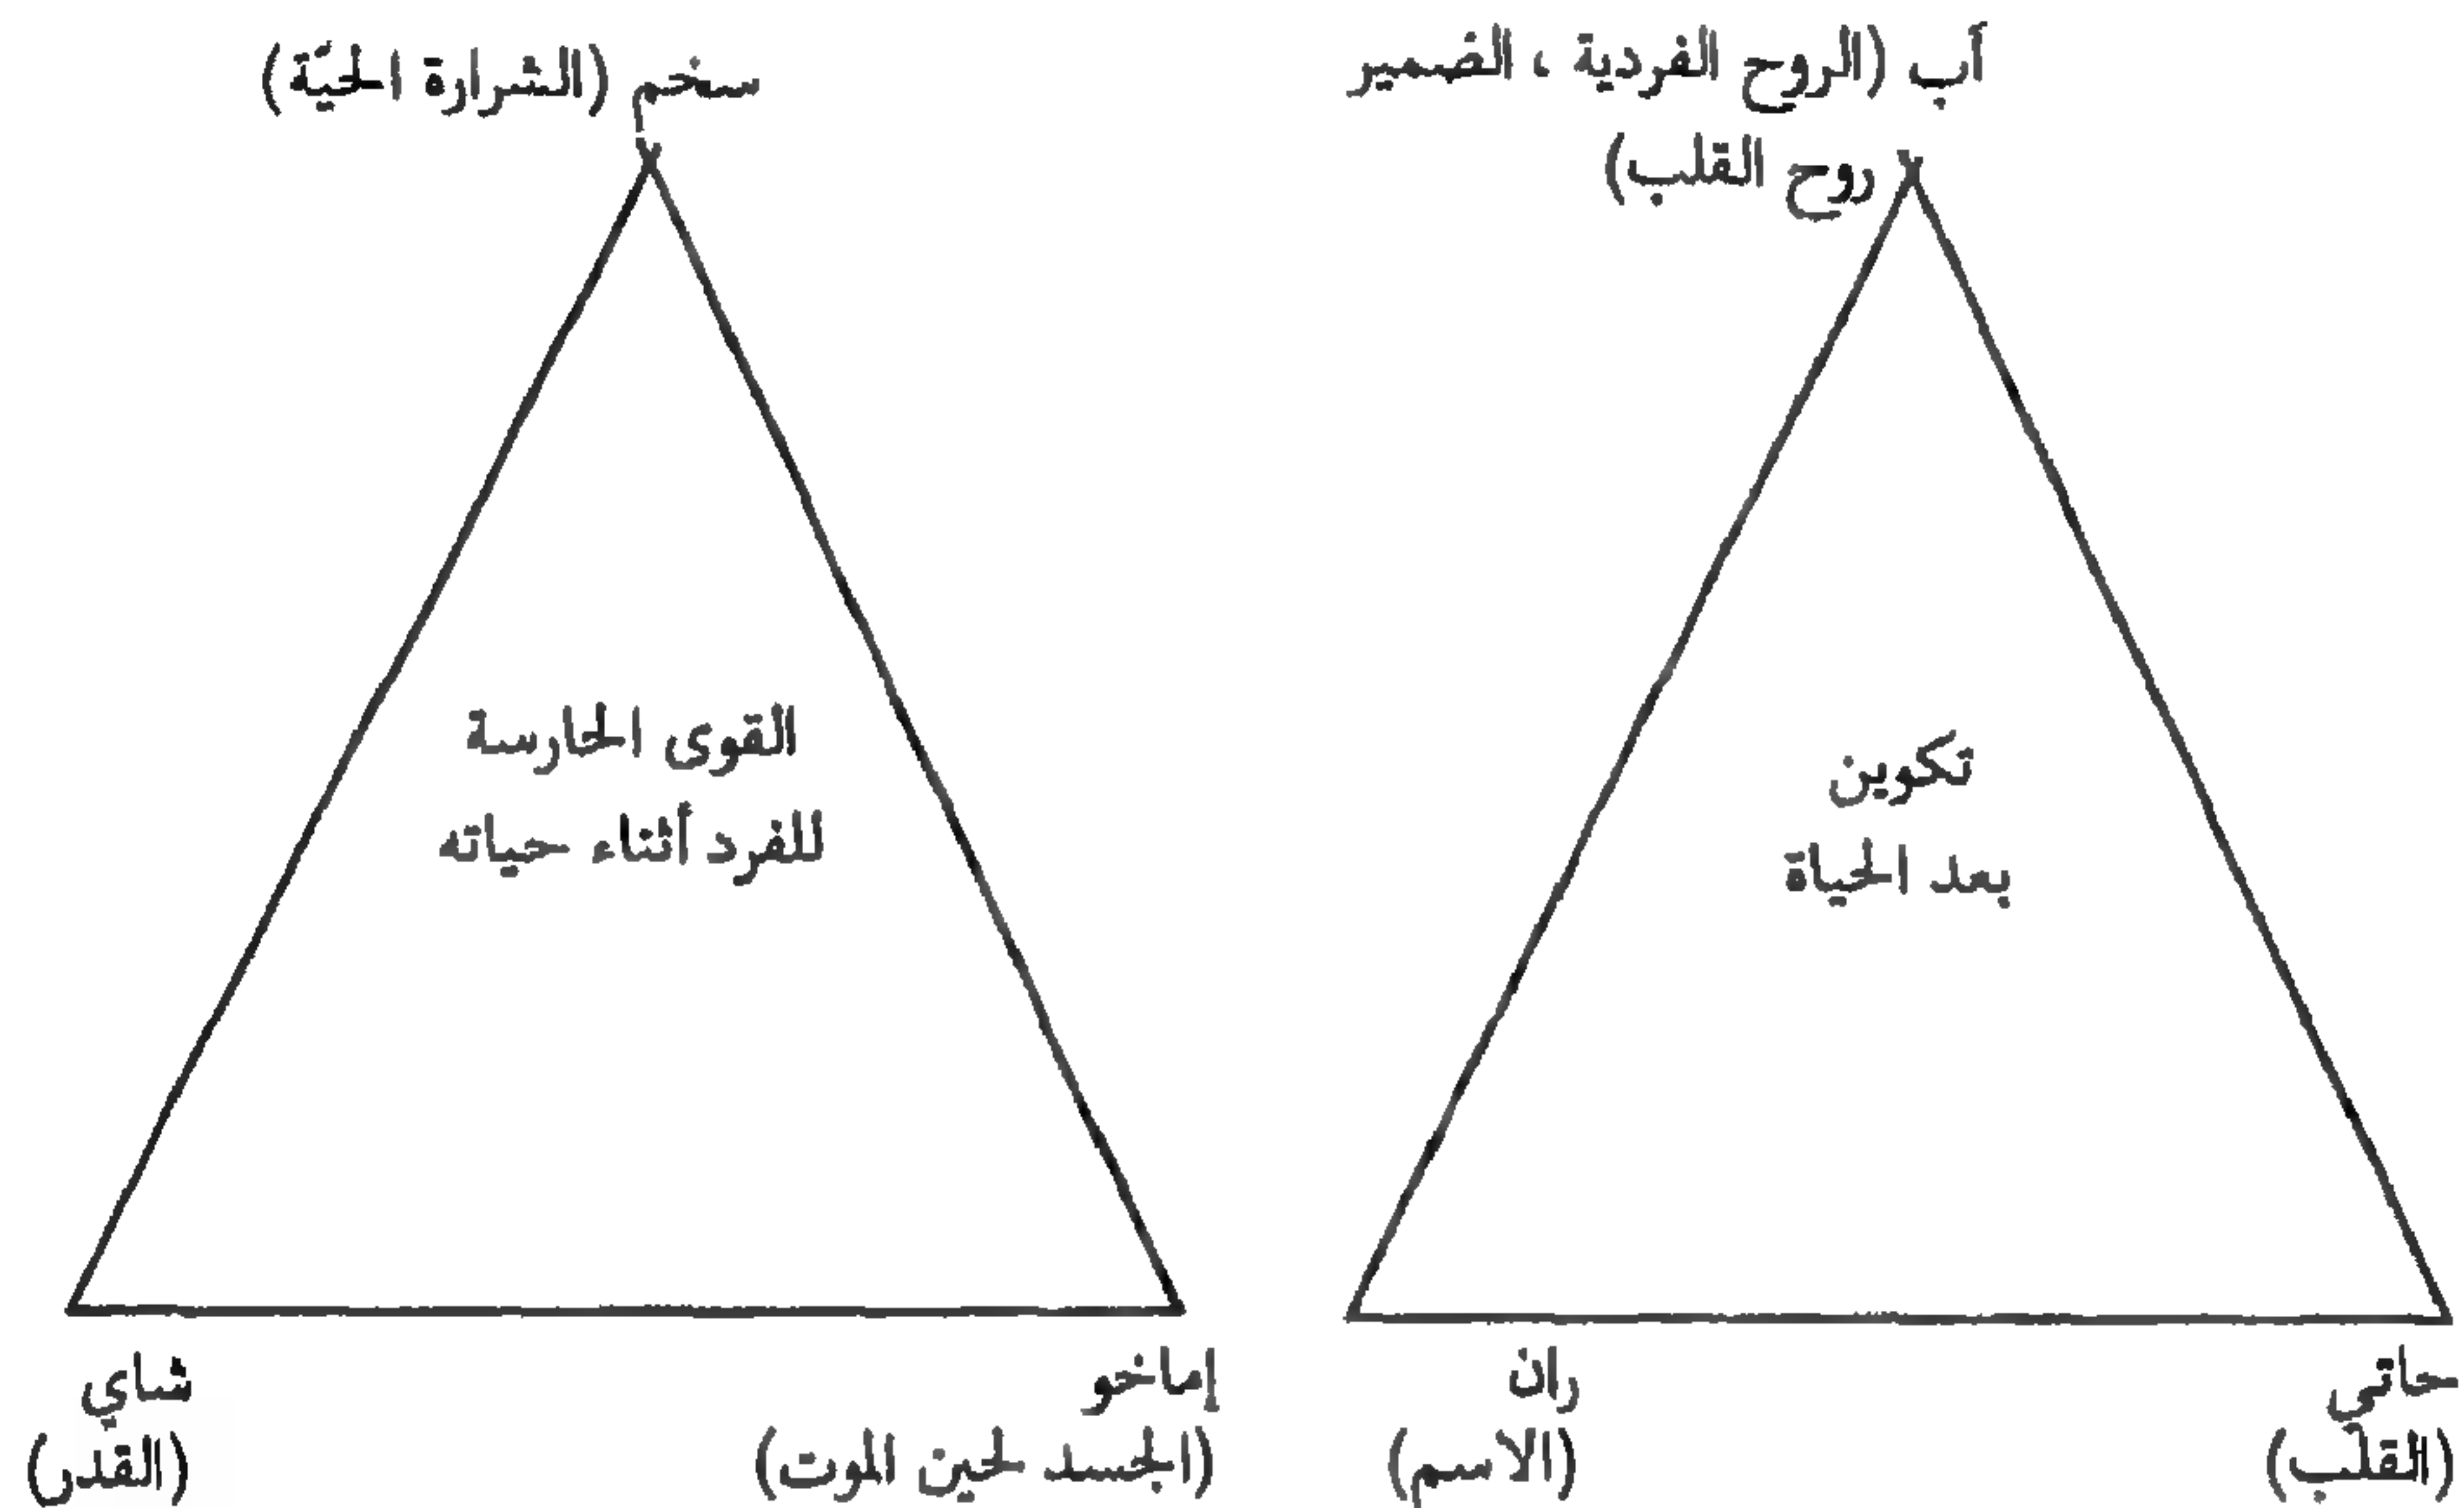 آب (الروح الفردية ، الضمير
روح القلب)
تكوين
بعد الحياة
حاتي
(القلب)
ران
(الاسم)
سخم (الشرارة الحيّة)
القوى الحارسة
للفرد أثناء حياته
إماخو
(الجسد لحين الموت)
شاي
(القدر)